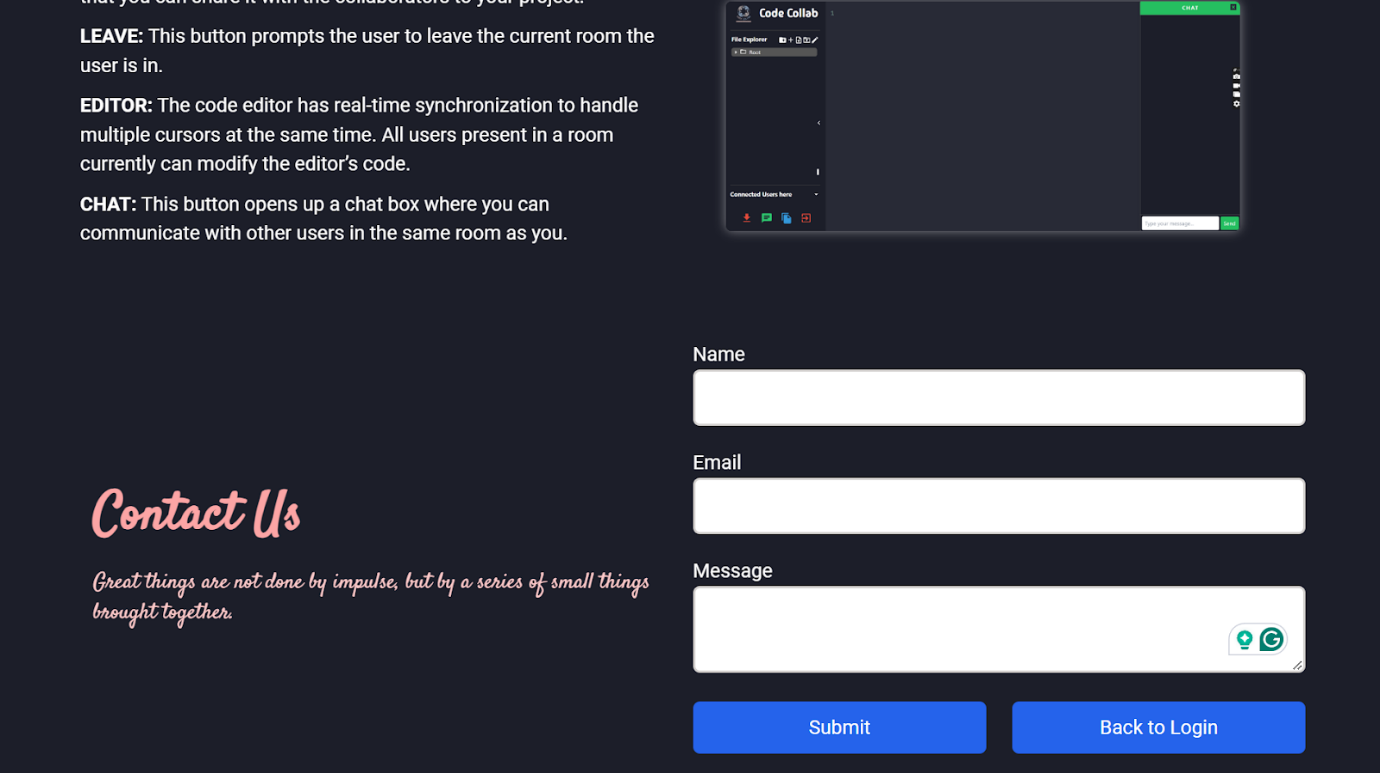 that you can share it with the collaborators to your project.
LEAVE: This button prompts the user to leave the current room the
user is in.
EDITOR: The code editor has real-time synchronization to handle
multiple cursors at the same time. All users present in a room
currently can modify the editor’s code.
CHAT: This button opens up a chat box where you can
communicate with other users in the same room as you.
Code Collab
1
CHAT
File Explorer
Root
Connected Users here
Type your message...
Send
Contact Us
Great things are not done by impulse, but by a series of small things
brought together.
Name
Email
Message
Submit
Back to Login